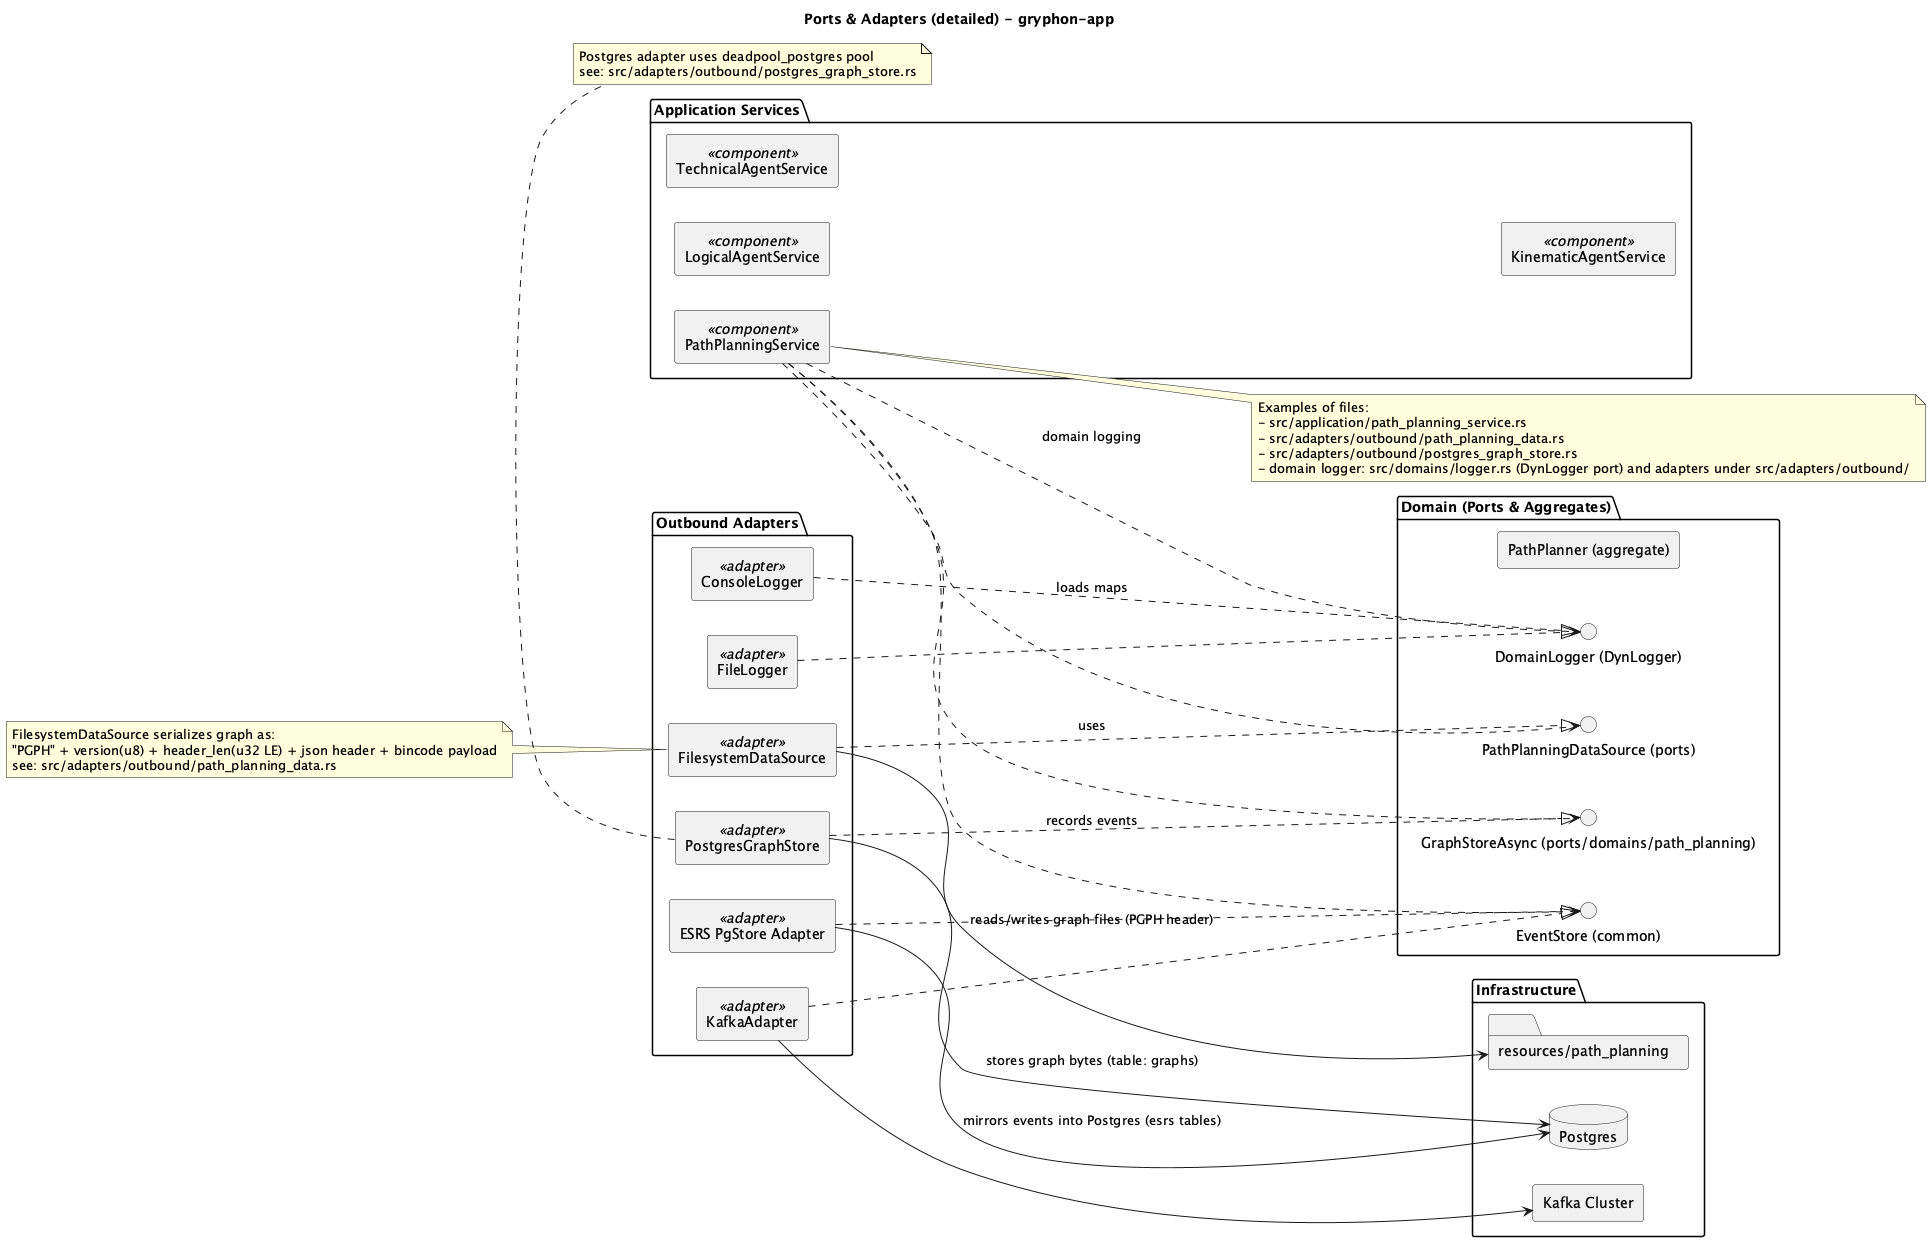 Ports & Adapters (detailed) - gryphon-app
Postgres adapter uses deadpool_postgres pool
see: src/adapters/outbound/postgres_graph_store.rs
Application Services
«component»
TechnicalAgentService
«component»
LogicalAgentService
«component»
KinematicAgentService
«component»
PathPlanningService
Examples of files:
- src/application/path_planning_service.rs
- src/adapters/outbound/path_planning_data.rs
- src/adapters/outbound/postgres_graph_store.rs
- domain logger: src/domains/logger.rs (DynLogger port) and adapters under src/adapters/outbound/
domain logging
Outbound Adapters
«adapter»
ConsoleLogger
«adapter»
FileLogger
«adapter»
FilesystemDataSource
«adapter»
PostgresGraphStore
«adapter»
ESRS PgStore Adapter
«adapter»
KafkaAdapter
FilesystemDataSource serializes graph as:
"PGPH" + version(u8) + header_len(u32 LE) + json header + bincode payload
see: src/adapters/outbound/path_planning_data.rs
loads maps
uses
records events
reads/writes graph files (PGPH header)
stores graph bytes (table: graphs)
mirrors events into Postgres (esrs tables)
Domain (Ports & Aggregates)
PathPlanner (aggregate)
DomainLogger (DynLogger)
PathPlanningDataSource (ports)
GraphStoreAsync (ports/domains/path_planning)
EventStore (common)
Infrastructure
resources/path_planning
Postgres
Kafka Cluster